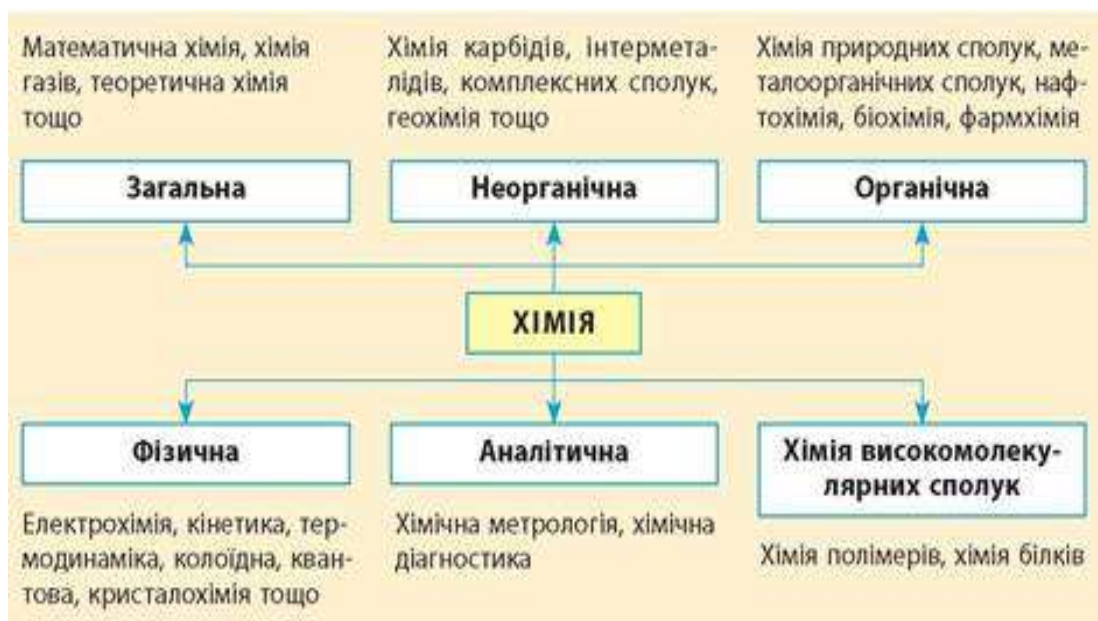 Математична хімія, хімія
газів, теоретична хімія
тощо
Хімія карбідів, інтермета-
лідів, комплексних сполук,
геохімія тощо
Хімія природних сполук, ме-
талоорганічних сполук, наф-
тохімія, біохімія, фармхімія
Загальна
Неорганічна
Органічна
ХІМІЯ
Фізична
Аналітична
Хімія високомолеку-
лярних сполук
Електрохімія, кінетика, тер-
модинаміка, колоїдна, кван-
това, кристалохімія тощо
Хімічна метрологія, хімічна
діагностика
Хімія полімерів, хімія білків